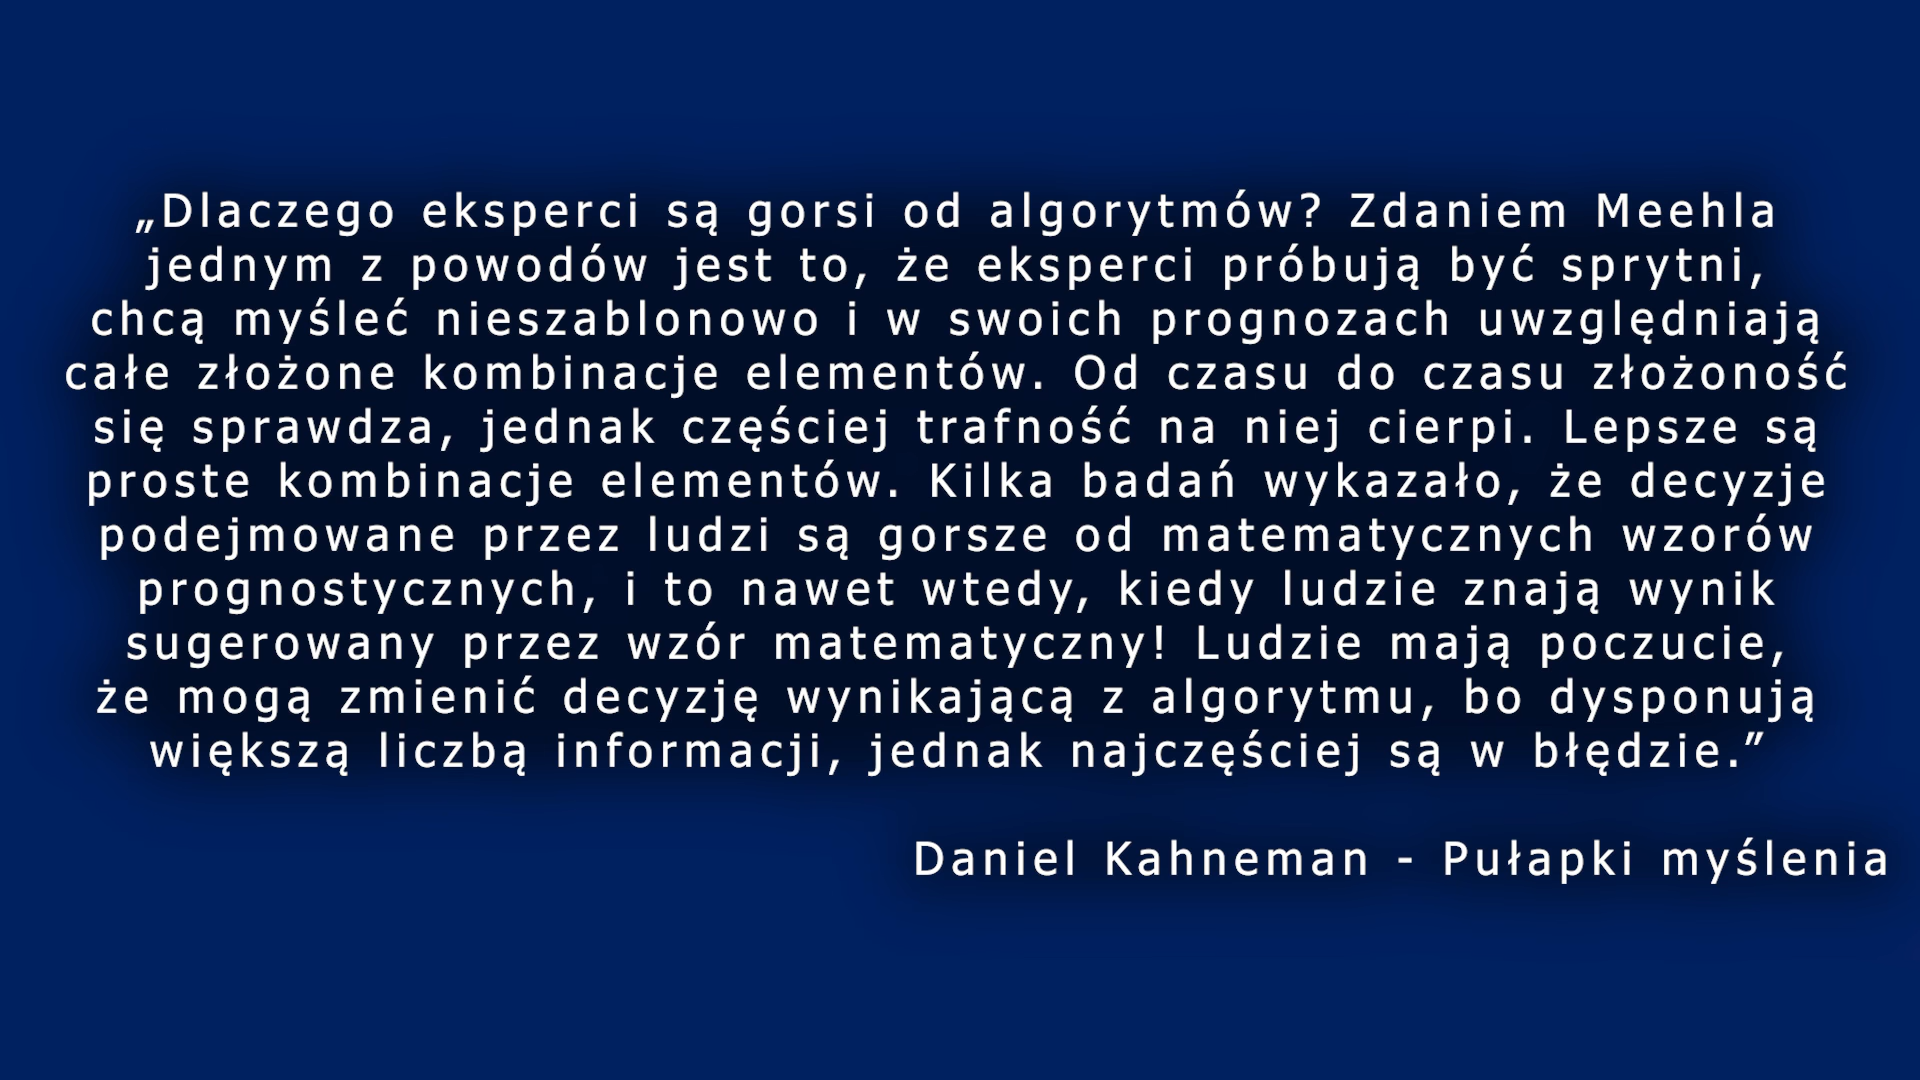 „Dlaczego eksperci są gorsi od algorytmów? Zdaniem Meehla
jednym z powodów jest to, że eksperci próbują być sprytni,
chcą myśleć nieszablonowo i w swoich prognozach uwzględniają
całe złożone kombinacje elementów. Od czasu do czasu złożoność
się sprawdza, jednak częściej trafność na niej cierpi. Lepsze są
proste kombinacje elementów. Kilka badań wykazało, że decyzje
podejmowane przez ludzi są gorsze od matematycznych wzorów
prognostycznych, i to nawet wtedy, kiedy ludzie znają wynik
sugerowany przez wzór matematyczny! Ludzie mają poczucie,
że mogą zmienić decyzję wynikającą z algorytmu, bo dysponują
większą liczbą informacji, jednak najczęściej są w błędzie.”
Daniel Kahneman - Pułapki myślenia